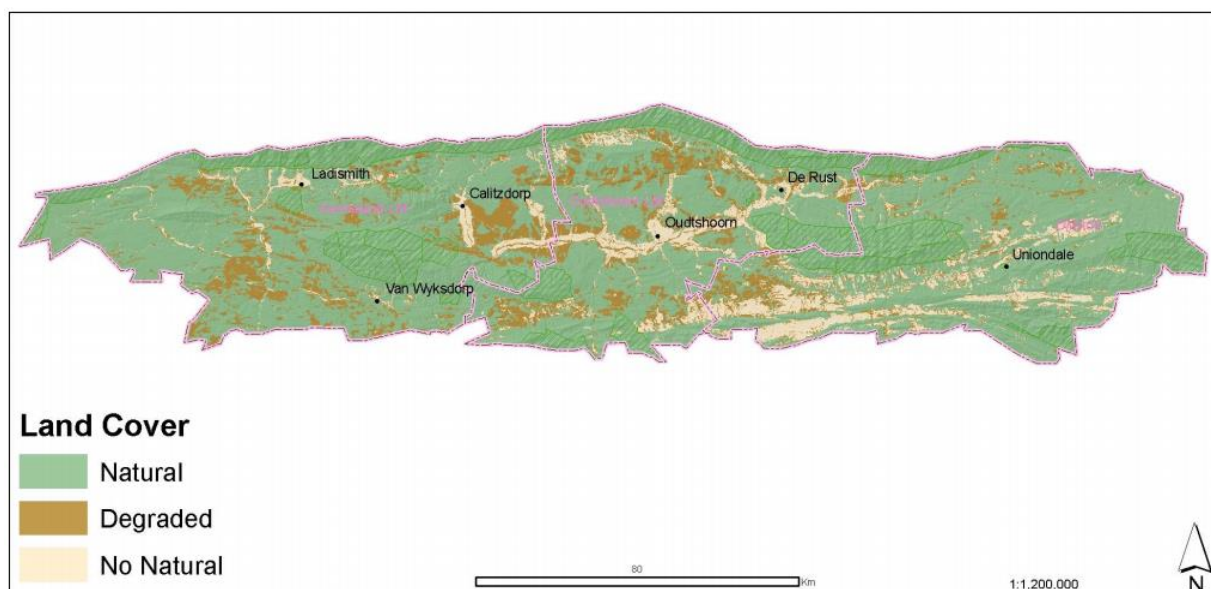 Ladismith
De Rust
Calitzdorp
Oudtshoorn
Uniondale
Van Wyksdorp
Land Cover
Natural
Degraded
No Natural
80
Km
1:1,200,000
N